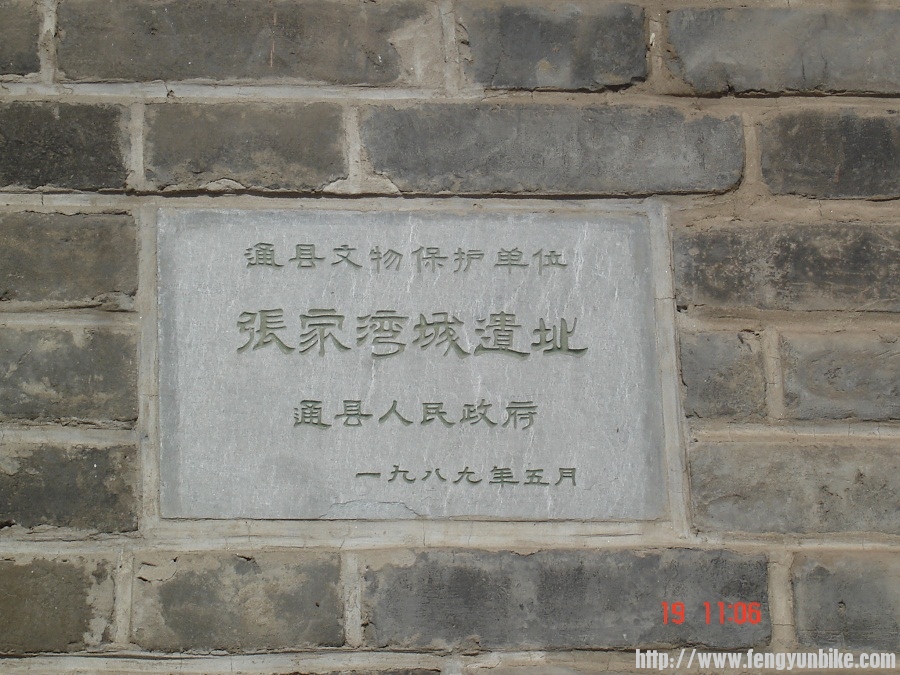 通县文物保护单位
張家湾城遺址
通县人民政府
一九八九年五月
19 11:06
http://www.fengyunbike.com